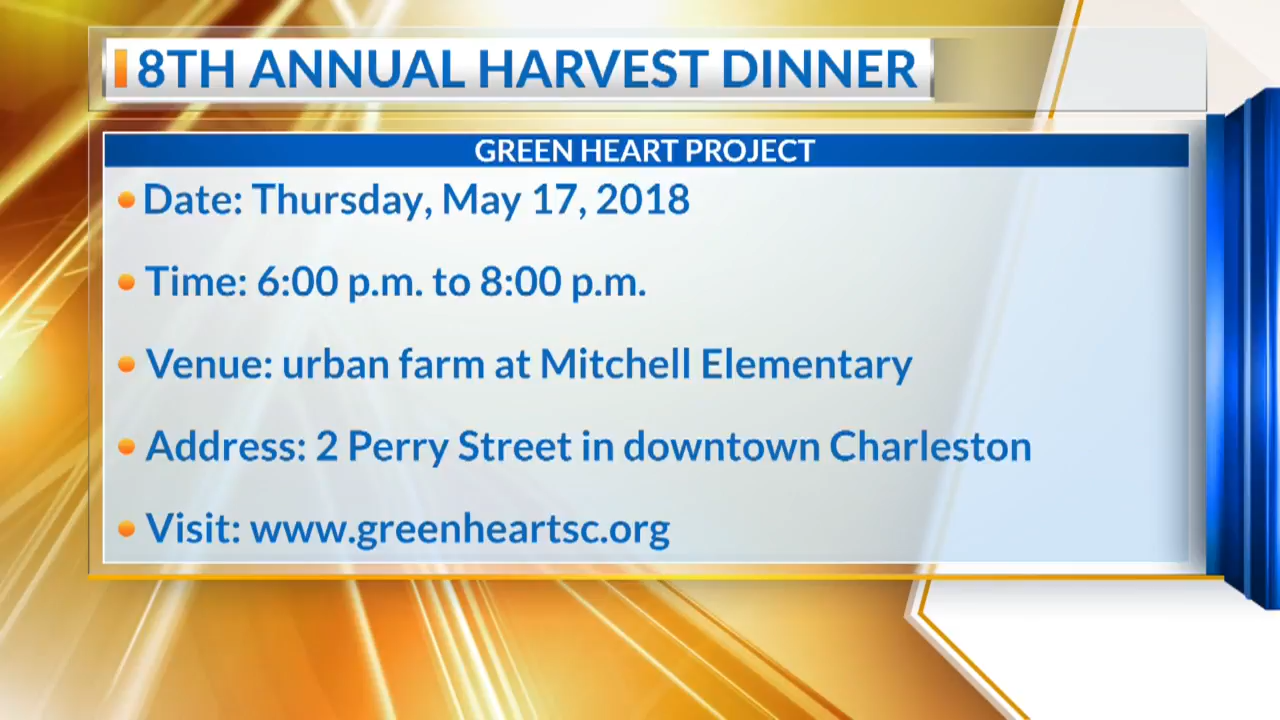 8TH ANNUAL HARVEST DINNER
GREEN HEART PROJECT
• Date: Thursday, May 17, 2018
• Time: 6:00 p.m. to 8:00 p.m.
• Venue: urban farm at Mitchell Elementary
• Address: 2 Perry Street in downtown Charleston
• Visit: www.greenheartsc.org